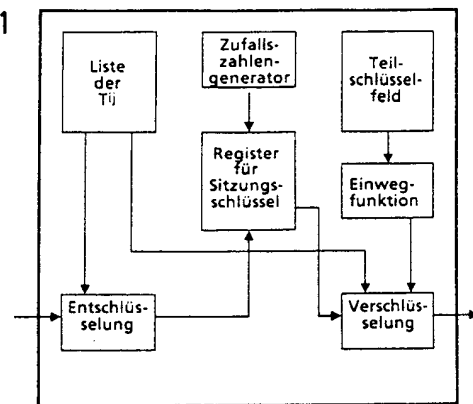 1
Liste
der
Tij
Zufalls-
zahlen-
generator
Teil-
schlüssel-
feld
Register
für
Sitzungs-
schlüssel
Einweg-
funktion
Entschlüs-
selung
Verschlüs-
selung